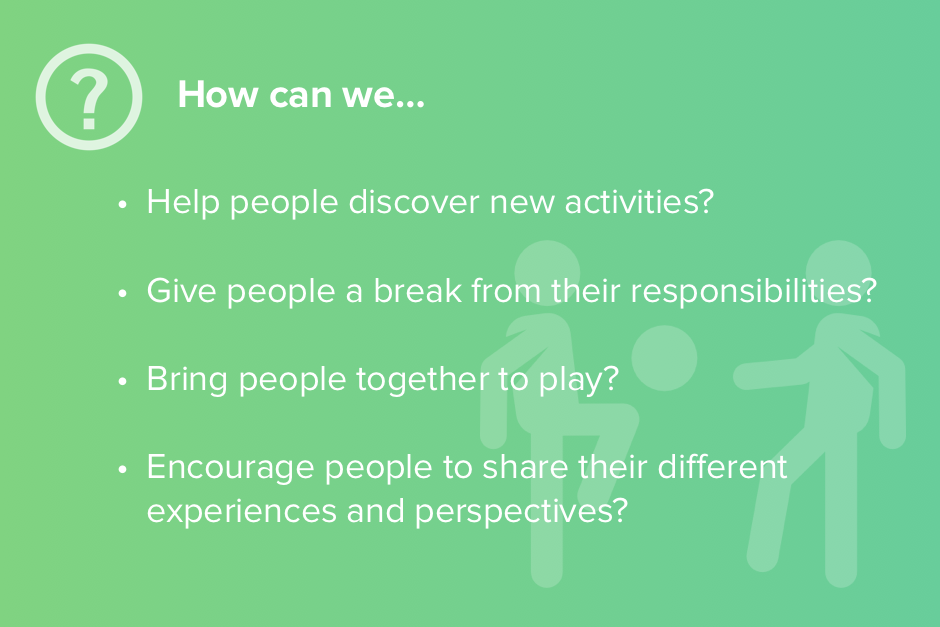 ?
How can we...
• Help people discover new activities?
• Give people a break from their responsibilities?
• Bring people together to play?
• Encourage people to share their different
experiences and perspectives?